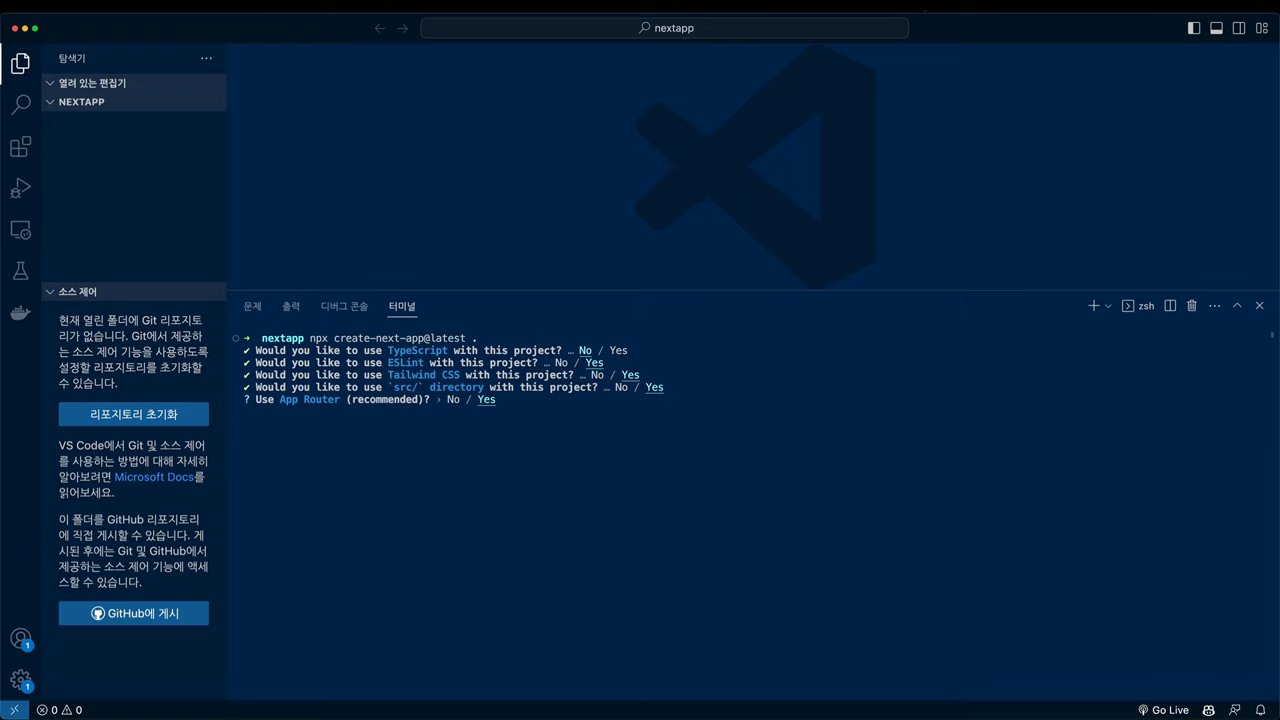 nextapp
탐색기
열려 있는 편집기
NEXTAPP
소스 제어
현재 열린 폴더에 Git 리포지토
리가 없습니다. Git에서 제공하
는 소스 제어 기능을 사용하도록
설정할 리포지토리를 초기화할
수 있습니다.
리포지토리 초기화
VS Code에서 Git 및 소스 제어
를 사용하는 방법에 대해 자세히
알아보려면 Microsoft Docs를
읽어보세요.
이 폴더를 GitHub 리포지토리
에 직접 게시할 수 있습니다. 게
시된 후에는 Git 및 GitHub에서
제공하는 소스 제어 기능에 액세
스할 수 있습니다.
GitHub에 게시
문제 출력 디버그 콘솔 터미널
zsh
➜ nextapp npx create-next-app@latest .
✔ Would you like to use TypeScript with this project? … No / Yes
✔ Would you like to use ESLint with this project? … No / Yes
✔ Would you like to use Tailwind CSS with this project? … No / Yes
✔ Would you like to use `src/` directory with this project? … No / Yes
? Use App Router (recommended)? › No / Yes
1
1
0 0
Go Live